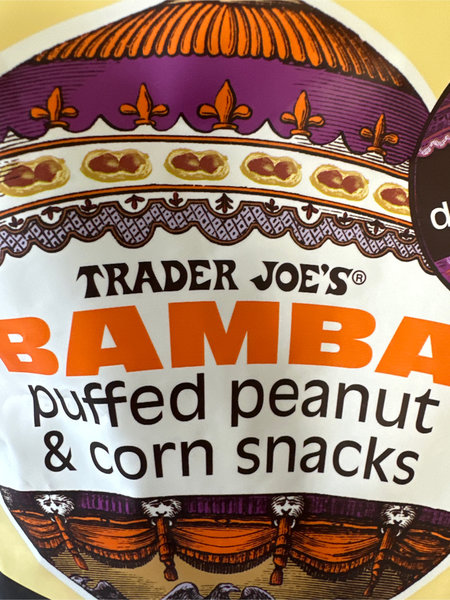 TRADER JOE'S®
BAMBA
puffed peanut
& corn snacks